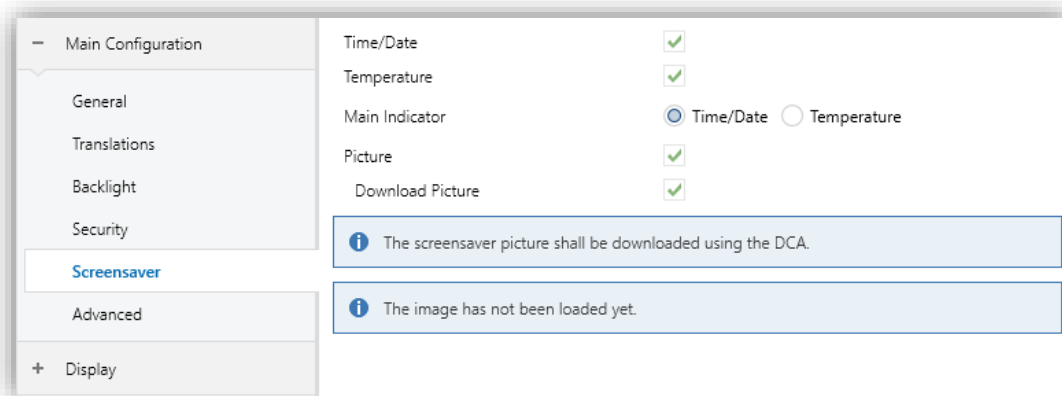 Main Configuration
General
Translations
Backlight
Security
Screensaver
Advanced
Display
Time/Date
Temperature
Main Indicator
Time/Date Temperature
Picture
Download Picture
The screensaver picture shall be downloaded using the DCA.
The image has not been loaded yet.